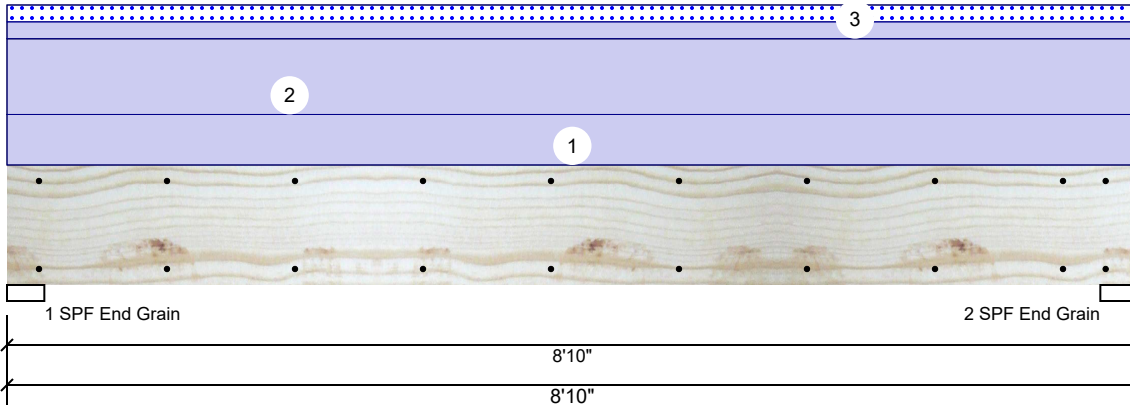 3
2
1
1 SPF End Grain
2 SPF End Grain
8'10"
8'10"